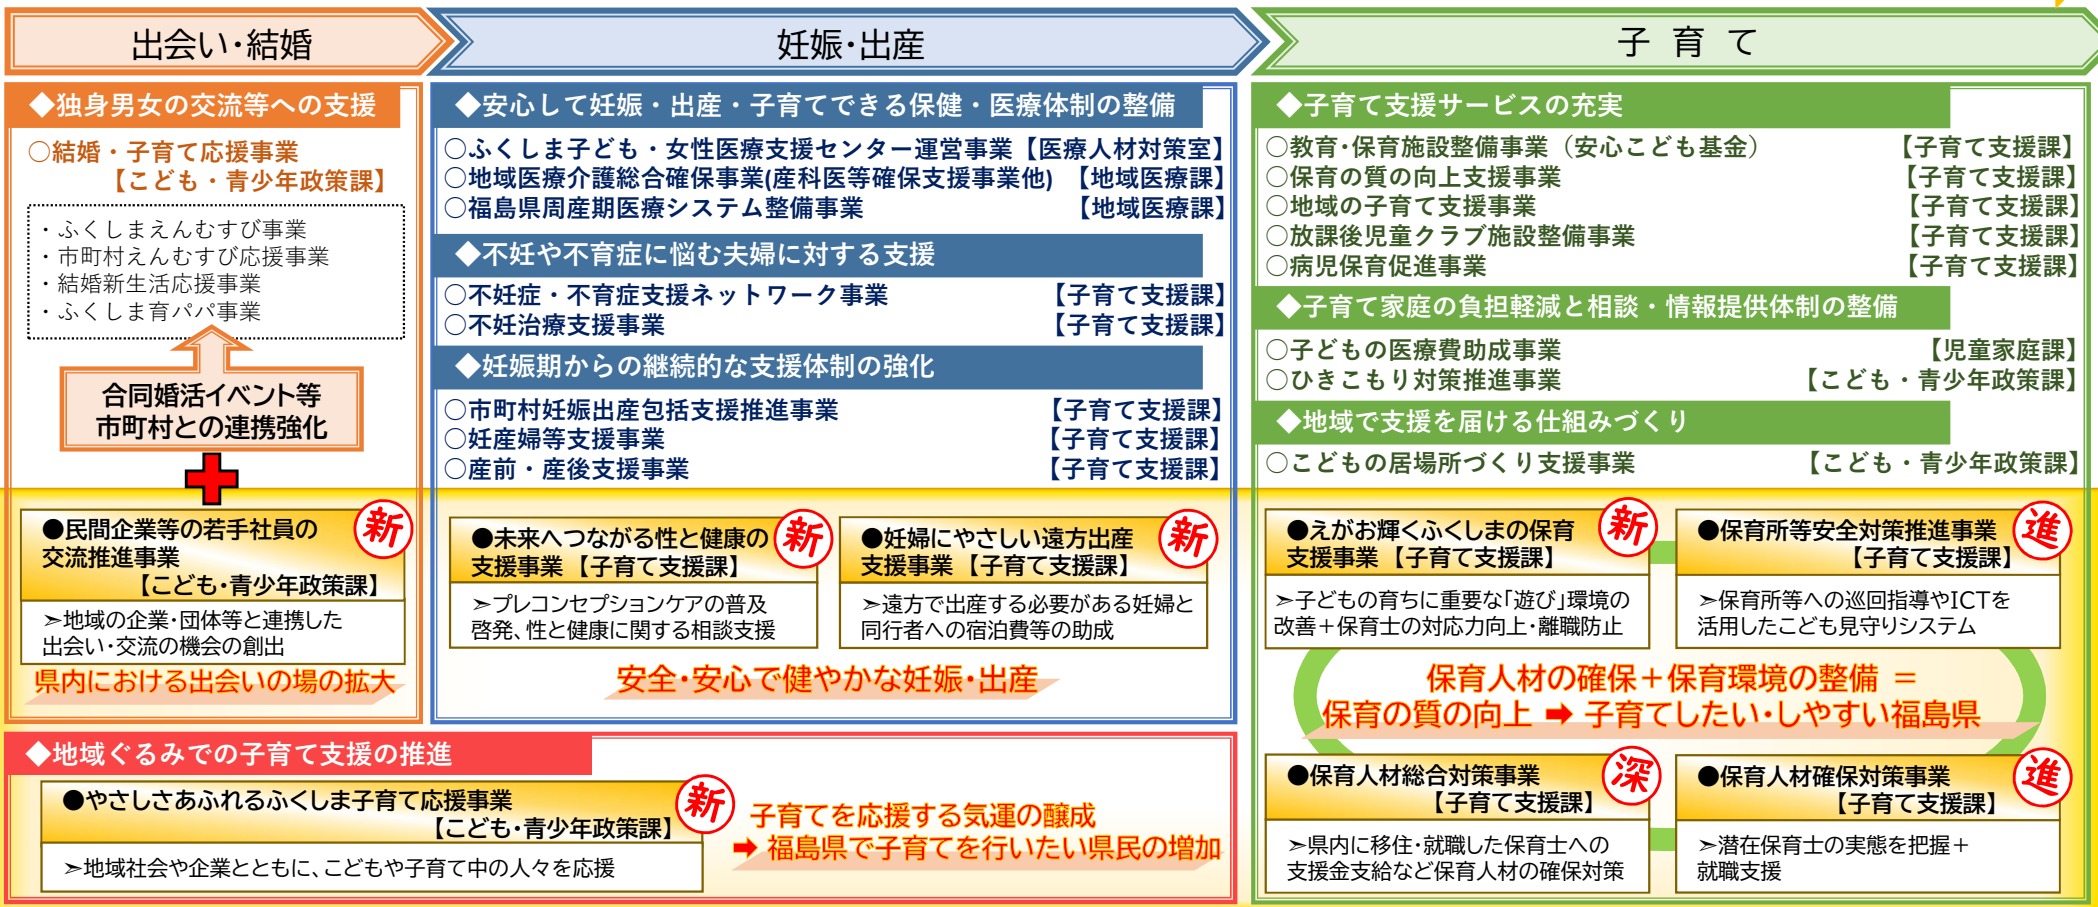 出会い・結婚
◆独身男女の交流等への支援
○結婚・子育て応援事業
【こども・青少年政策課】
・ふくしまえんむすび事業
・市町村えんむすび応援事業
・結婚新生活応援事業
・ふくしま育パパ事業
合同婚活イベント等
市町村との連携強化
●民間企業等の若手社員の
交流推進事業
【こども・青少年政策課】
新
➣地域の企業・団体等と連携した
出会い・交流の機会の創出
県内における出会いの場の拡大
妊娠・出産
◆安心して妊娠・出産・子育てできる保健・医療体制の整備
○ふくしま子ども・女性医療支援センター運営事業【医療人材対策室】
○地域医療介護総合確保事業(産科医等確保支援事業他) 【地域医療課】
○福島県周産期医療システム整備事業 【地域医療課】
◆不妊や不育症に悩む夫婦に対する支援
○不妊症・不育症支援ネットワーク事業 【子育て支援課】
○不妊治療支援事業 【子育て支援課】
◆妊娠期からの継続的な支援体制の強化
○市町村妊娠出産包括支援推進事業 【子育て支援課】
○妊産婦等支援事業 【子育て支援課】
○産前・産後支援事業 【子育て支援課】
●未来へつながる性と健康の
支援事業【子育て支援課】
新
➣プレコンセプションケアの普及
啓発、性と健康に関する相談支援
●妊婦にやさしい遠方出産
支援事業【子育て支援課】
新
➣遠方で出産する必要がある妊婦と
同行者への宿泊費等の助成
安全・安心で健やかな妊娠・出産
子 育 て
◆子育て支援サービスの充実
○教育・保育施設整備事業（安心こども基金） 【子育て支援課】
○保育の質の向上支援事業 【子育て支援課】
○地域の子育て支援事業 【子育て支援課】
○放課後児童クラブ施設整備事業 【子育て支援課】
○病児保育促進事業 【子育て支援課】
◆子育て家庭の負担軽減と相談・情報提供体制の整備
○子どもの医療費助成事業 【児童家庭課】
○ひきこもり対策推進事業 【こども・青少年政策課】
◆地域で支援を届ける仕組みづくり
○こどもの居場所づくり支援事業 【こども・青少年政策課】
●えがお輝くふくしまの保育
支援事業【子育て支援課】
新
➣子どもの育ちに重要な「遊び」環境の
改善＋保育士の対応力向上・離職防止
●保育所等安全対策推進事業
【子育て支援課】
進
➣保育所等への巡回指導やICTを
活用したこども見守りシステム
保育人材の確保＋保育環境の整備 ＝
保育の質の向上 ➡ 子育てしたい・しやすい福島県
●保育人材総合対策事業
【子育て支援課】
深
➣県内に移住・就職した保育士への
支援金支給など保育人材の確保対策
●保育人材確保対策事業
【子育て支援課】
進
➣潜在保育士の実態を把握＋
就職支援
◆地域ぐるみでの子育て支援の推進
●やさしさあふれるふくしま子育て応援事業
【こども・青少年政策課】
新
➣地域社会や企業とともに、こどもや子育て中の人々を応援
子育てを応援する気運の醸成
➡ 福島県で子育てを行いたい県民の増加